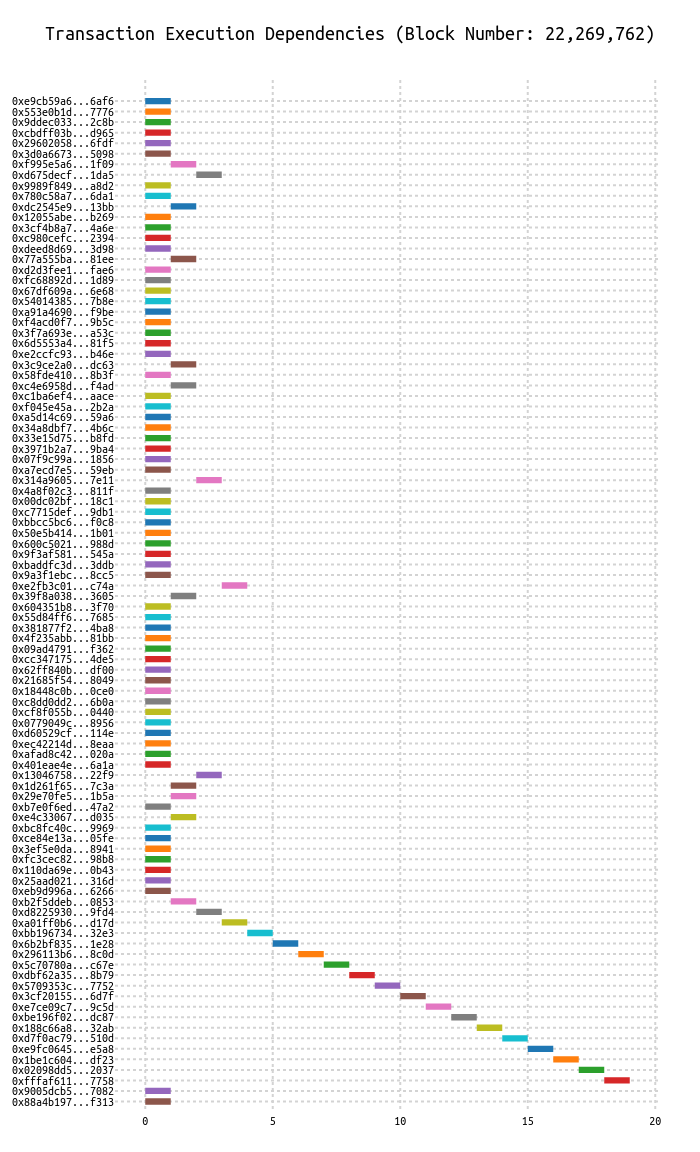 Transaction Execution Dependencies (Block Number: 22,269,762)
0xe9cb59a6...6af6
0x553e0b1d...7776
0x9ddec033...2c8b
0xcbdff03b...d965
0x29602058...6fdf
0x3d0a6673...5098
0xf995e5a6...1f09
0xd675decf...1da5
0x9989f849...a8d2
0x780c58a7...6da1
0xdc2545e9...13bb
0x12055abe...b269
0x3cf4b8a7...4a6e
0xc980cefc...2394
0xdeed8d69...3d98
0x77a555ba...81ee
0xd2d3fee1...fae6
0xfc68892d...1d89
0x67df609a...6e68
0x54014385...7b8e
0xa91a4690...f9be
0xf4acd0f7...9b5c
0x3f7a693e...a53c
0x6d5553a4...81f5
0xe2ccfc93...b46e
0x3c9ce2a0...dc63
0x58fde410...8b3f
0xc4e6958d...f4ad
0xc1ba6ef4...aace
0xf045e45a...2b2a
0xa5d14c69...59a6
0x34a8dbf7...4b6c
0x33e15d75...b8fd
0x3971b2a7...9ba4
0x07f9c99a...1856
0xa7ecd7e5...59eb
0x314a9605...7e11
0x4a8f02c3...811f
0x00dc02bf...18c1
0xc7715def...9db1
0xbbcc5bc6...f0c8
0x50e5b414...1b01
0x600c5021...988d
0x9f3af581...545a
0xbaddfc3d...3ddb
0x9a3f1ebc...8cc5
0xe2fb3c01...c74a
0x39f8a038...3605
0x604351b8...3f70
0x55d84ff6...7685
0x381877f2...4ba8
0x4f235abb...81bb
0x09ad4791...f362
0xcc347175...4de5
0x62ff840b...df00
0x21685f54...8049
0x18448c0b...0ce0
0xc8dd0dd2...6b0a
0xcf8f055b...0440
0x0779049c...8956
0xd60529cf...114e
0xec42214d...8eaa
0xafad8c42...020a
0x401eae4e...6a1a
0x13046758...22f9
0x1d261f65...7c3a
0x29e70fe5...1b5a
0xb7e0f6ed...47a2
0xe4c33067...d035
0xbc8fc40c...9969
0xce84e13a...05fe
0x3ef5e0da...8941
0xfc3cec82...98b8
0x110da69e...0b43
0x25aad021...316d
0xeb9d996a...6266
0xb2f5ddeb...0853
0xd8225930...9fd4
0xa01ff0b6...d17d
0xbb196734...32e3
0x6b2bf835...1e28
0x296113b6...8c0d
0x5c70780a...c67e
0xdbf62a35...8b79
0x5709353c...7752
0x3cf20155...6d7f
0xe7ce09c7...9c5d
0xbe196f02...dc87
0x188c66a8...32ab
0xd7f0ac79...510d
0xe9fc0645...e5a8
0x1be1c604...df23
0x02098dd5...2037
0xfffaf611...7758
0x9005dcb5...7082
0x88a4b197...f313
0 5 10 15 20